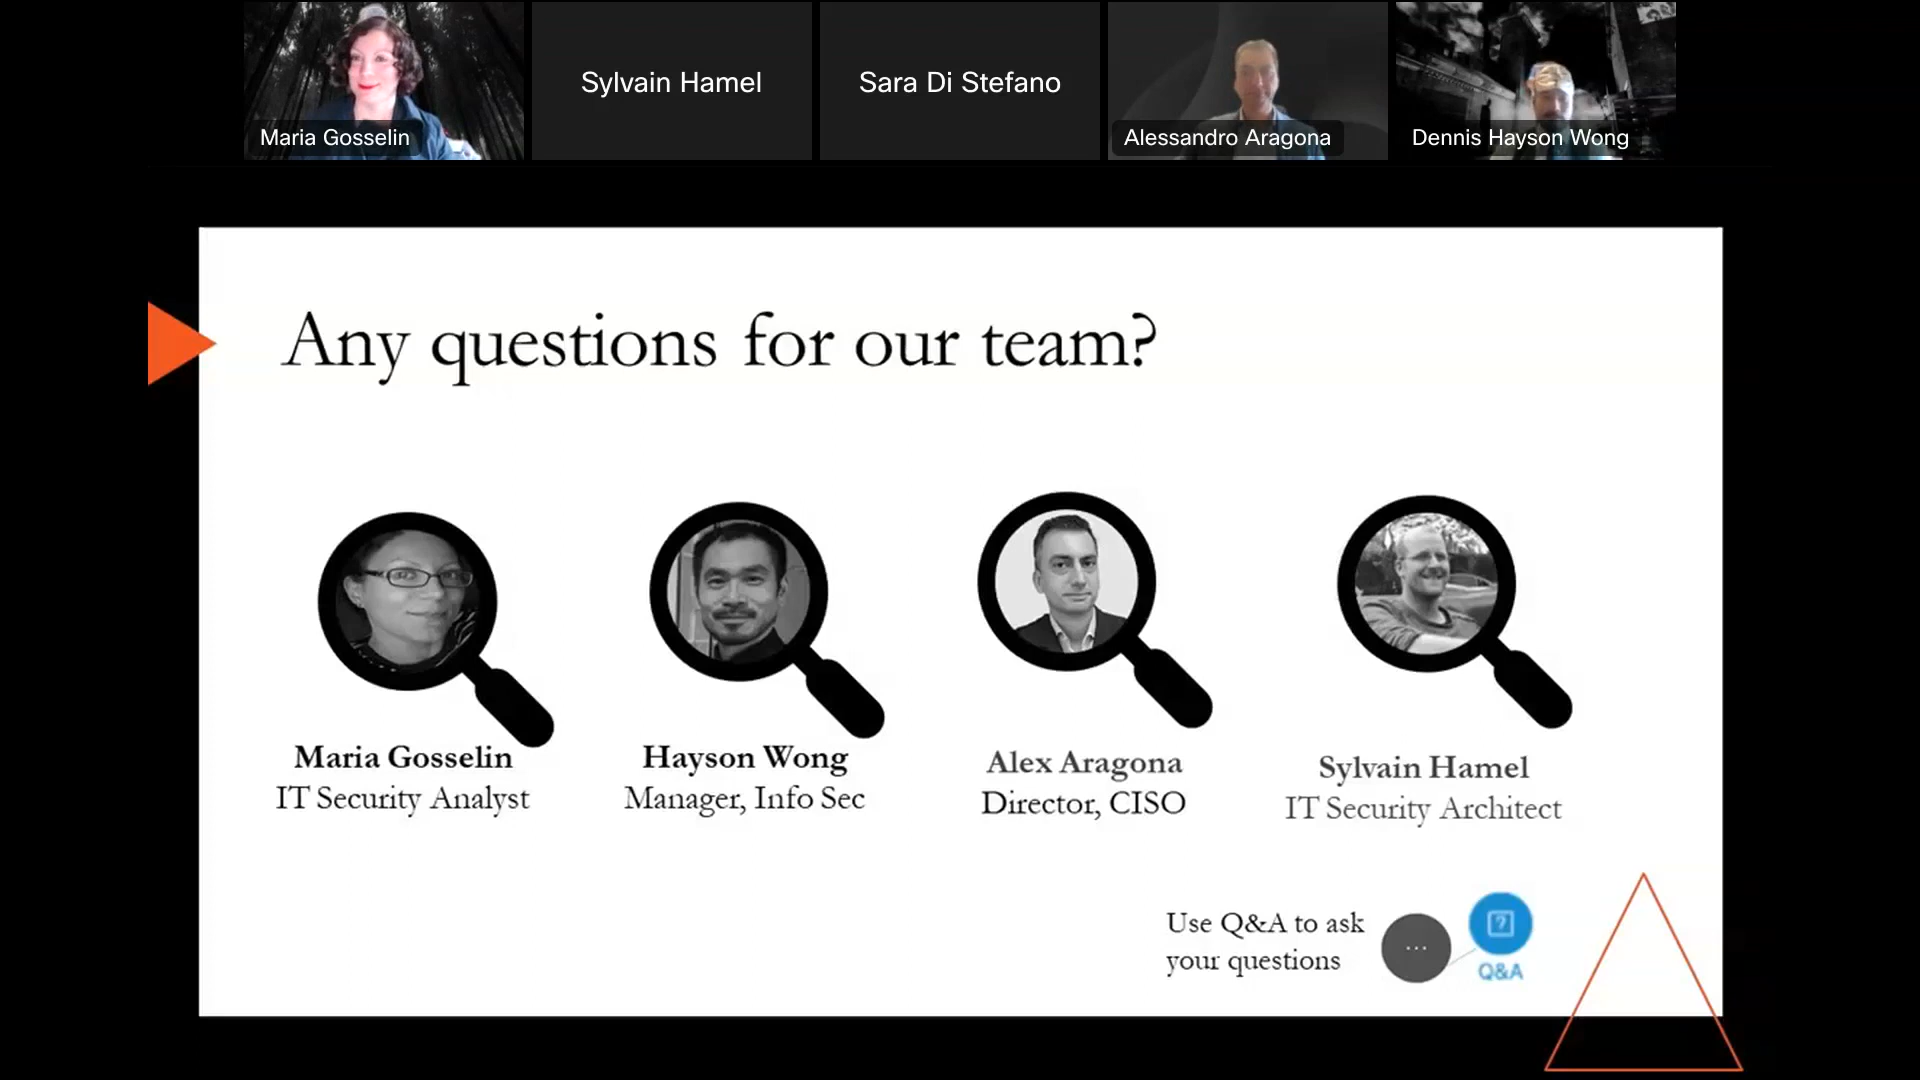 Maria Gosselin
Sylvain Hamel
Sara Di Stefano
Alessandro Aragona
Dennis Hayson Wong
Any questions for our team?
Maria Gosselin
IT Security Analyst
Hayson Wong
Manager, Info Sec
Alex Aragona
Director, CISO
Sylvain Hamel
IT Security Architect
Use Q&A to ask
your questions
...
?
Q&A